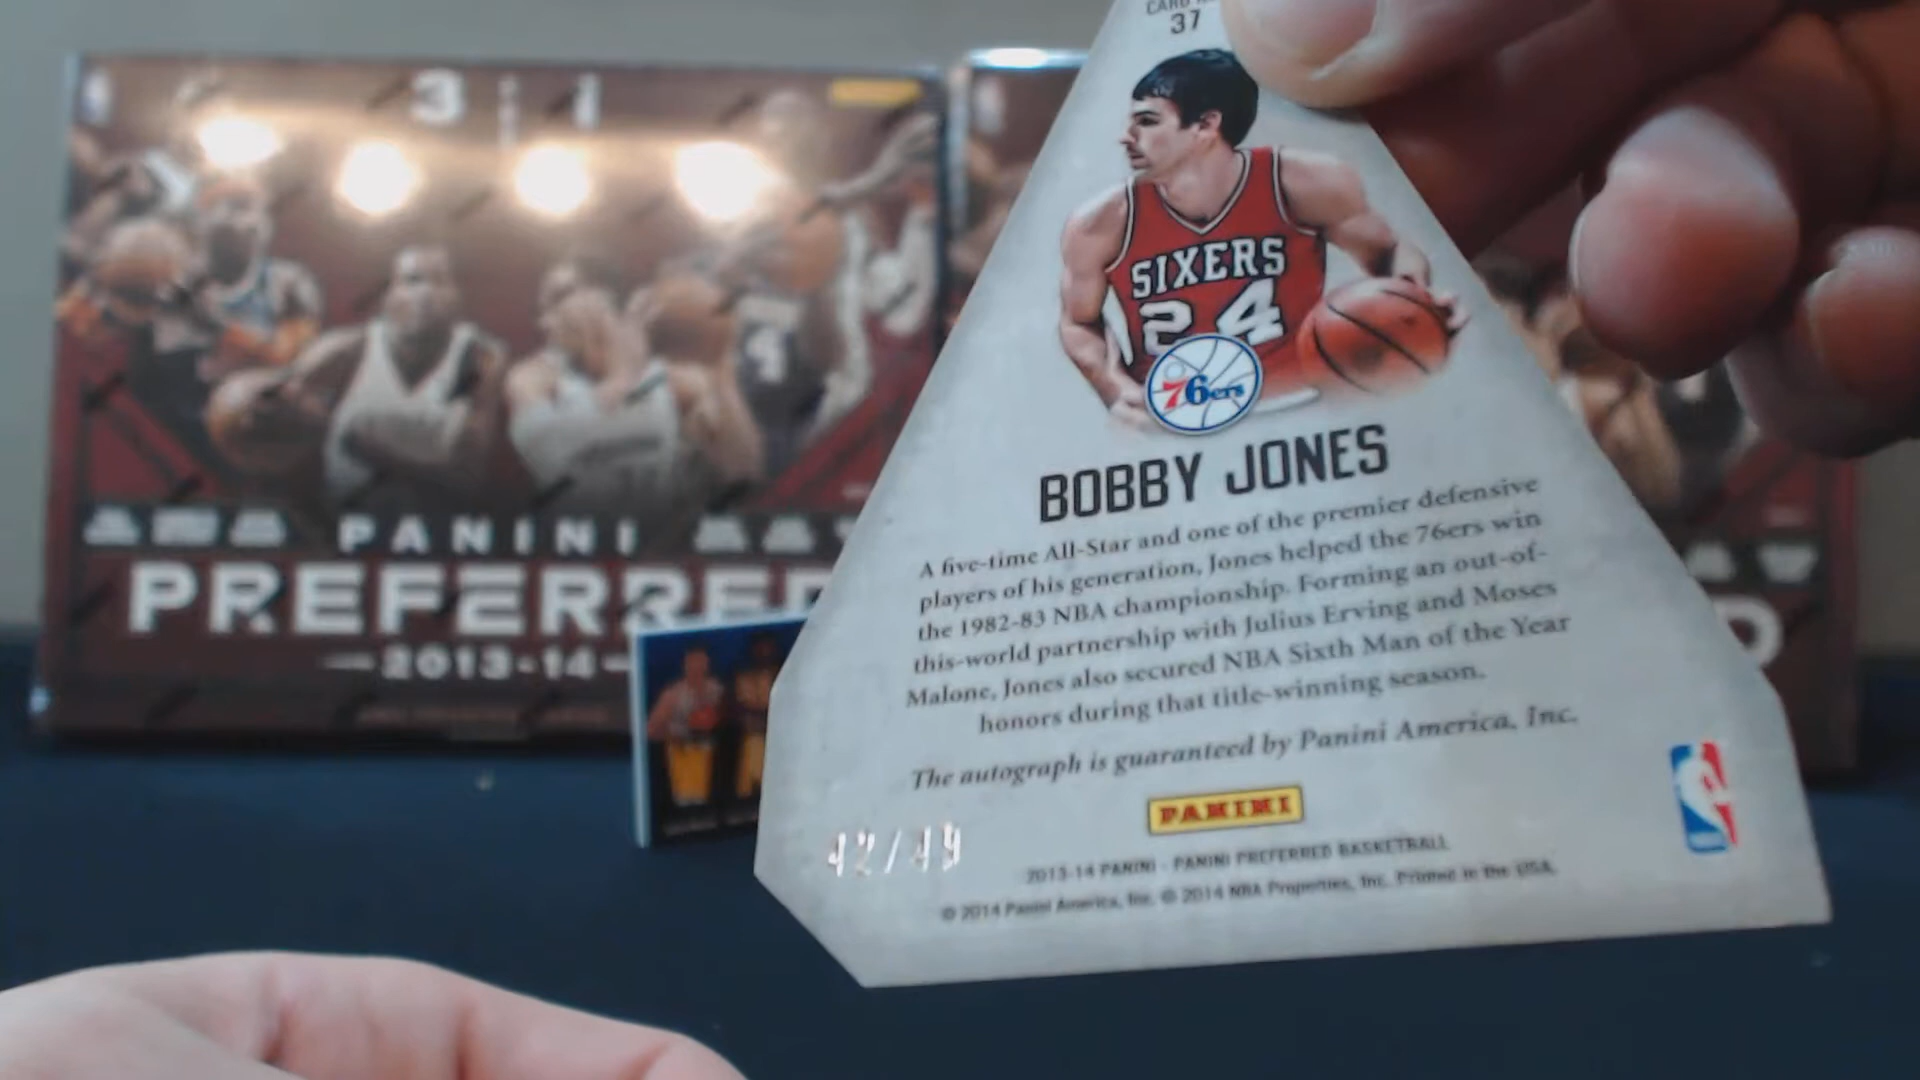 3
PANINI
PREFERRED
2013-14
CARD
37
SIXERS
24
76ers
BOBBY JONES
A five-time All-Star and one of the premier defensive
players of his generation, Jones helped the 76ers win
the 1982-83 NBA championship. Forming an out-of-
this-world partnership with Julius Erving and Moses
Malone, Jones also secured NBA Sixth Man of the Year
honors during that title-winning season.
The autograph is guaranteed by Panini America, Inc.
PANINI
42/49
2013-14 PANINI - PANINI PREFERRED BASKETBALL
© 2014 Panini America, Inc. © 2014 NBA Properties, Inc. Printed in the USA.
D